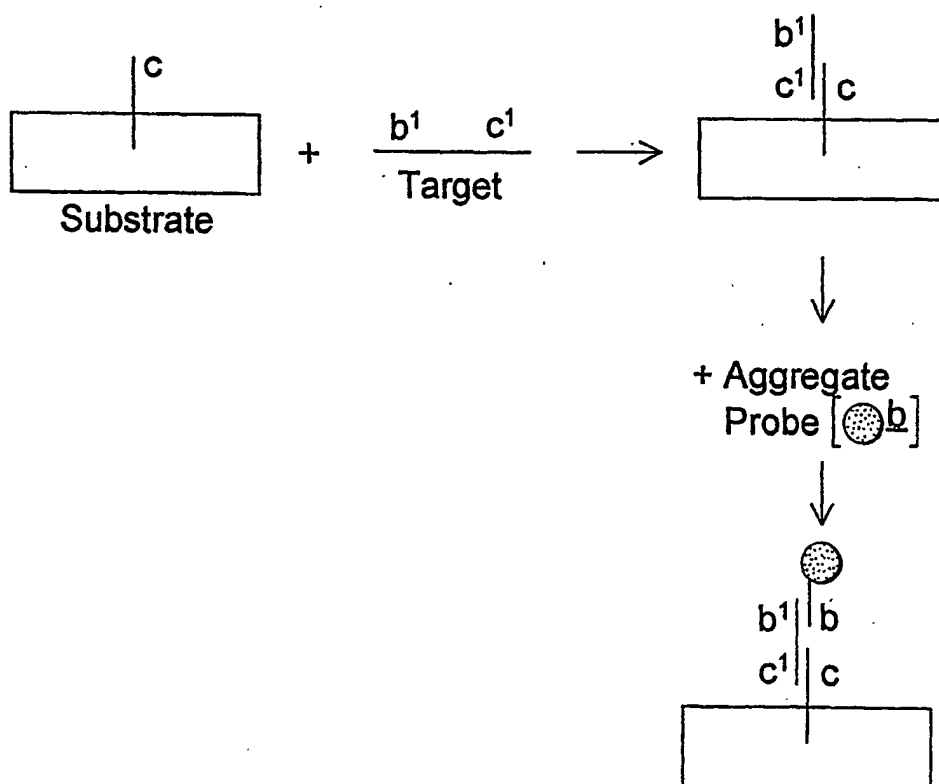 c
Substrate
+
b¹ c¹
Target
b¹
c¹ c
+ Aggregate
Probe [b]
b¹ b
c¹ c